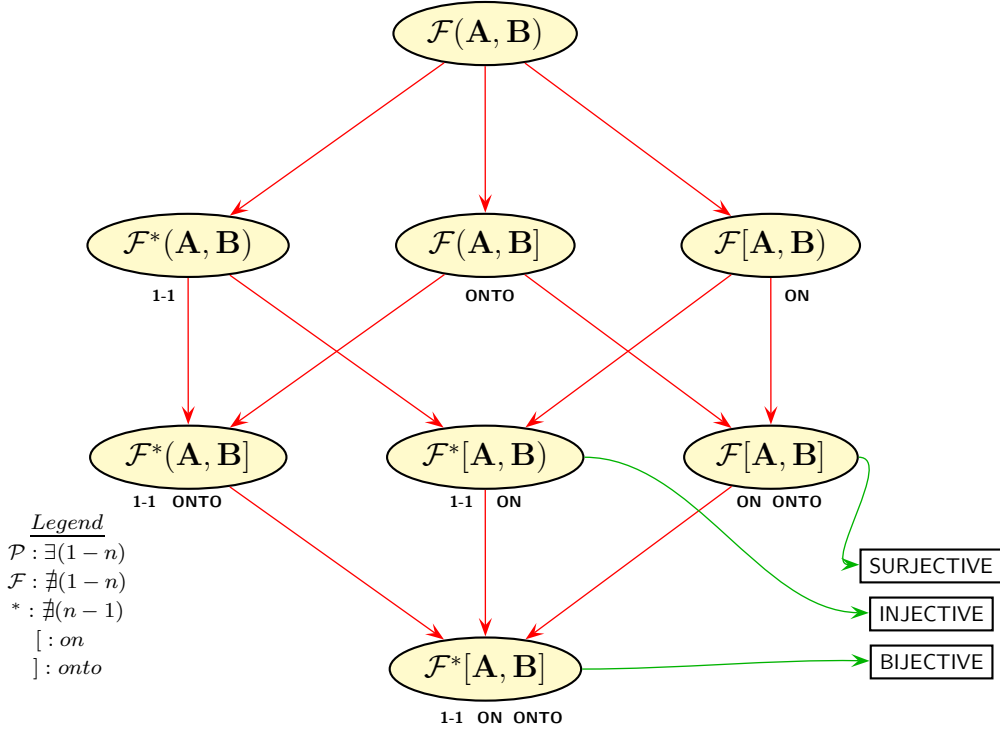 𝓕(𝐀, 𝐁)
𝓕*(𝐀, 𝐁)
𝓕(𝐀, 𝐁]
𝓕[𝐀, 𝐁)
1-1
ONTO
ON
𝓕*(𝐀, 𝐁]
𝓕*[𝐀, 𝐁)
𝓕[𝐀, 𝐁]
1-1 ONTO
1-1 ON
ON ONTO
Legend
𝒫 : ∃(1 − n)
𝓕 : ∄(1 − n)
* : ∄(n − 1)
[ : on
] : onto
SURJECTIVE
INJECTIVE
BIJECTIVE
𝓕*[𝐀, 𝐁]
1-1 ON ONTO